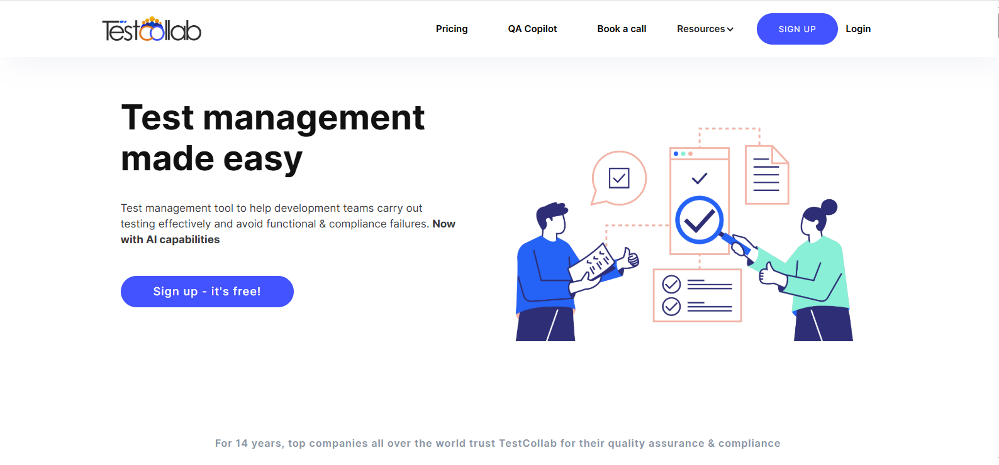 TestCollab
Pricing
QA Copilot
Book a call
Resources
SIGN UP
Login
Test management
made easy
Test management tool to help development teams carry out
testing effectively and avoid functional & compliance failures. Now
with AI capabilities
Sign up - it's free!
For 14 years, top companies all over the world trust TestCollab for their quality assurance & compliance